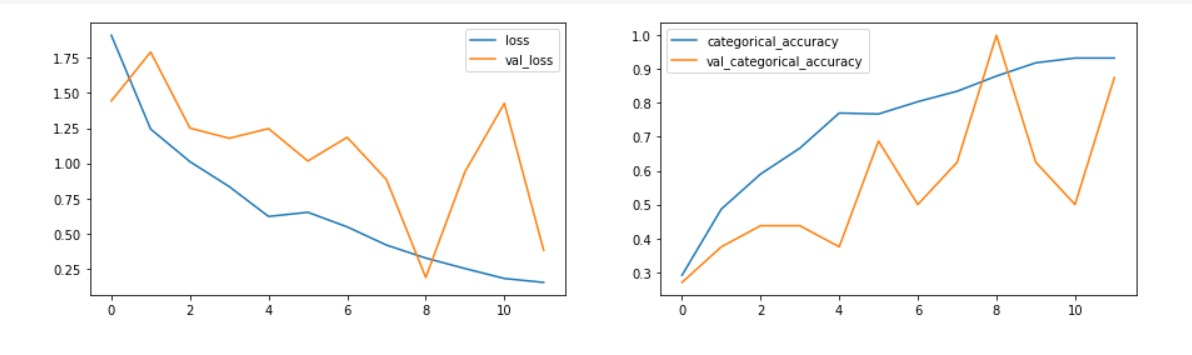 1.75
1.50
1.25
1.00
0.75
0.50
0.25
0 2 4 6 8 10
loss
val_loss
1.0
0.9
0.8
0.7
0.6
0.5
0.4
0.3
0 2 4 6 8 10
categorical_accuracy
val_categorical_accuracy